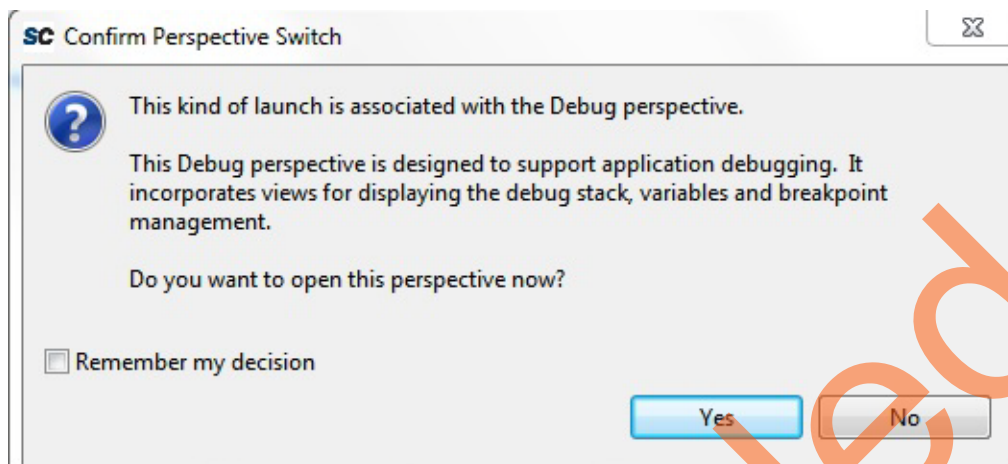 SC Confirm Perspective Switch
This kind of launch is associated with the Debug perspective.
This Debug perspective is designed to support application debugging. It
incorporates views for displaying the debug stack, variables and breakpoint
management.
Do you want to open this perspective now?
Remember my decision
Yes No